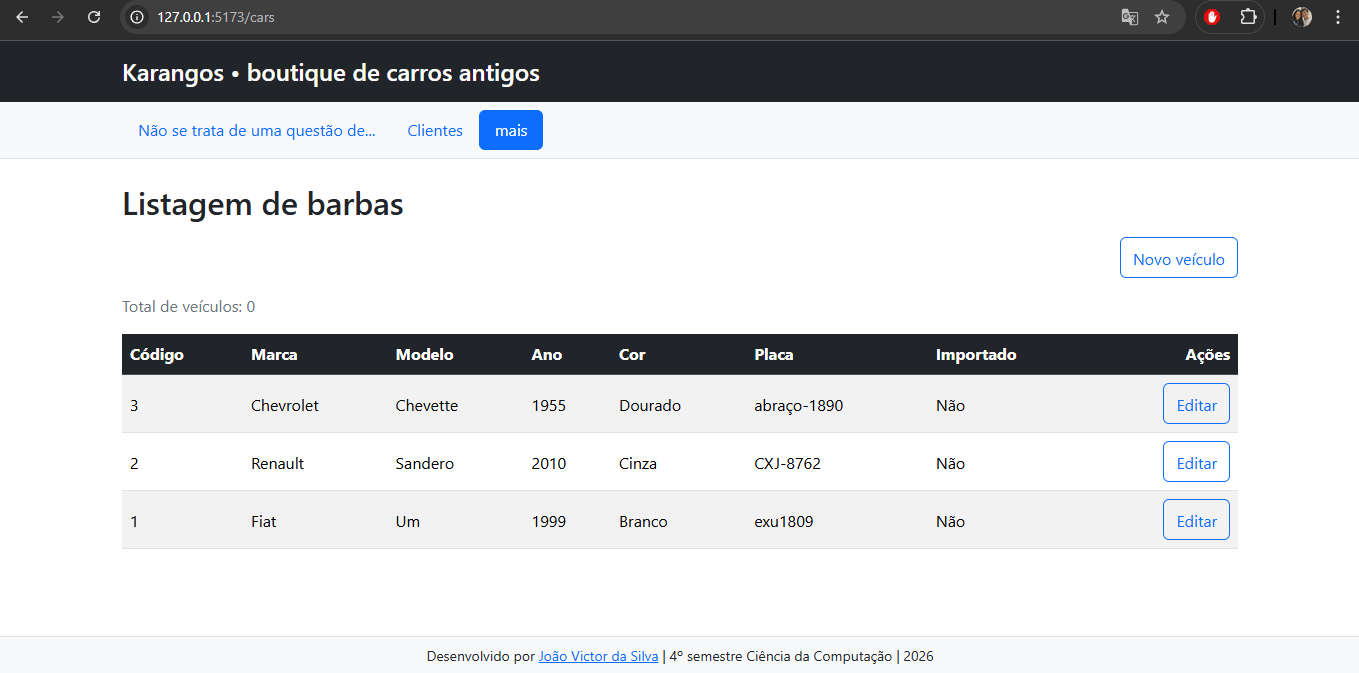 127.0.0.1:5173/cars
Karangos • boutique de carros antigos
Não se trata de uma questão de... Clientes mais
Listagem de barbas
Novo veículo
Total de veículos: 0
Código Marca Modelo Ano Cor Placa Importado Ações
3 Chevrolet Chevette 1955 Dourado abraço-1890 Não Editar
2 Renault Sandero 2010 Cinza CXJ-8762 Não Editar
1 Fiat Um 1999 Branco exu1809 Não Editar
Desenvolvido por João Victor da Silva | 4º semestre Ciência da Computação | 2026